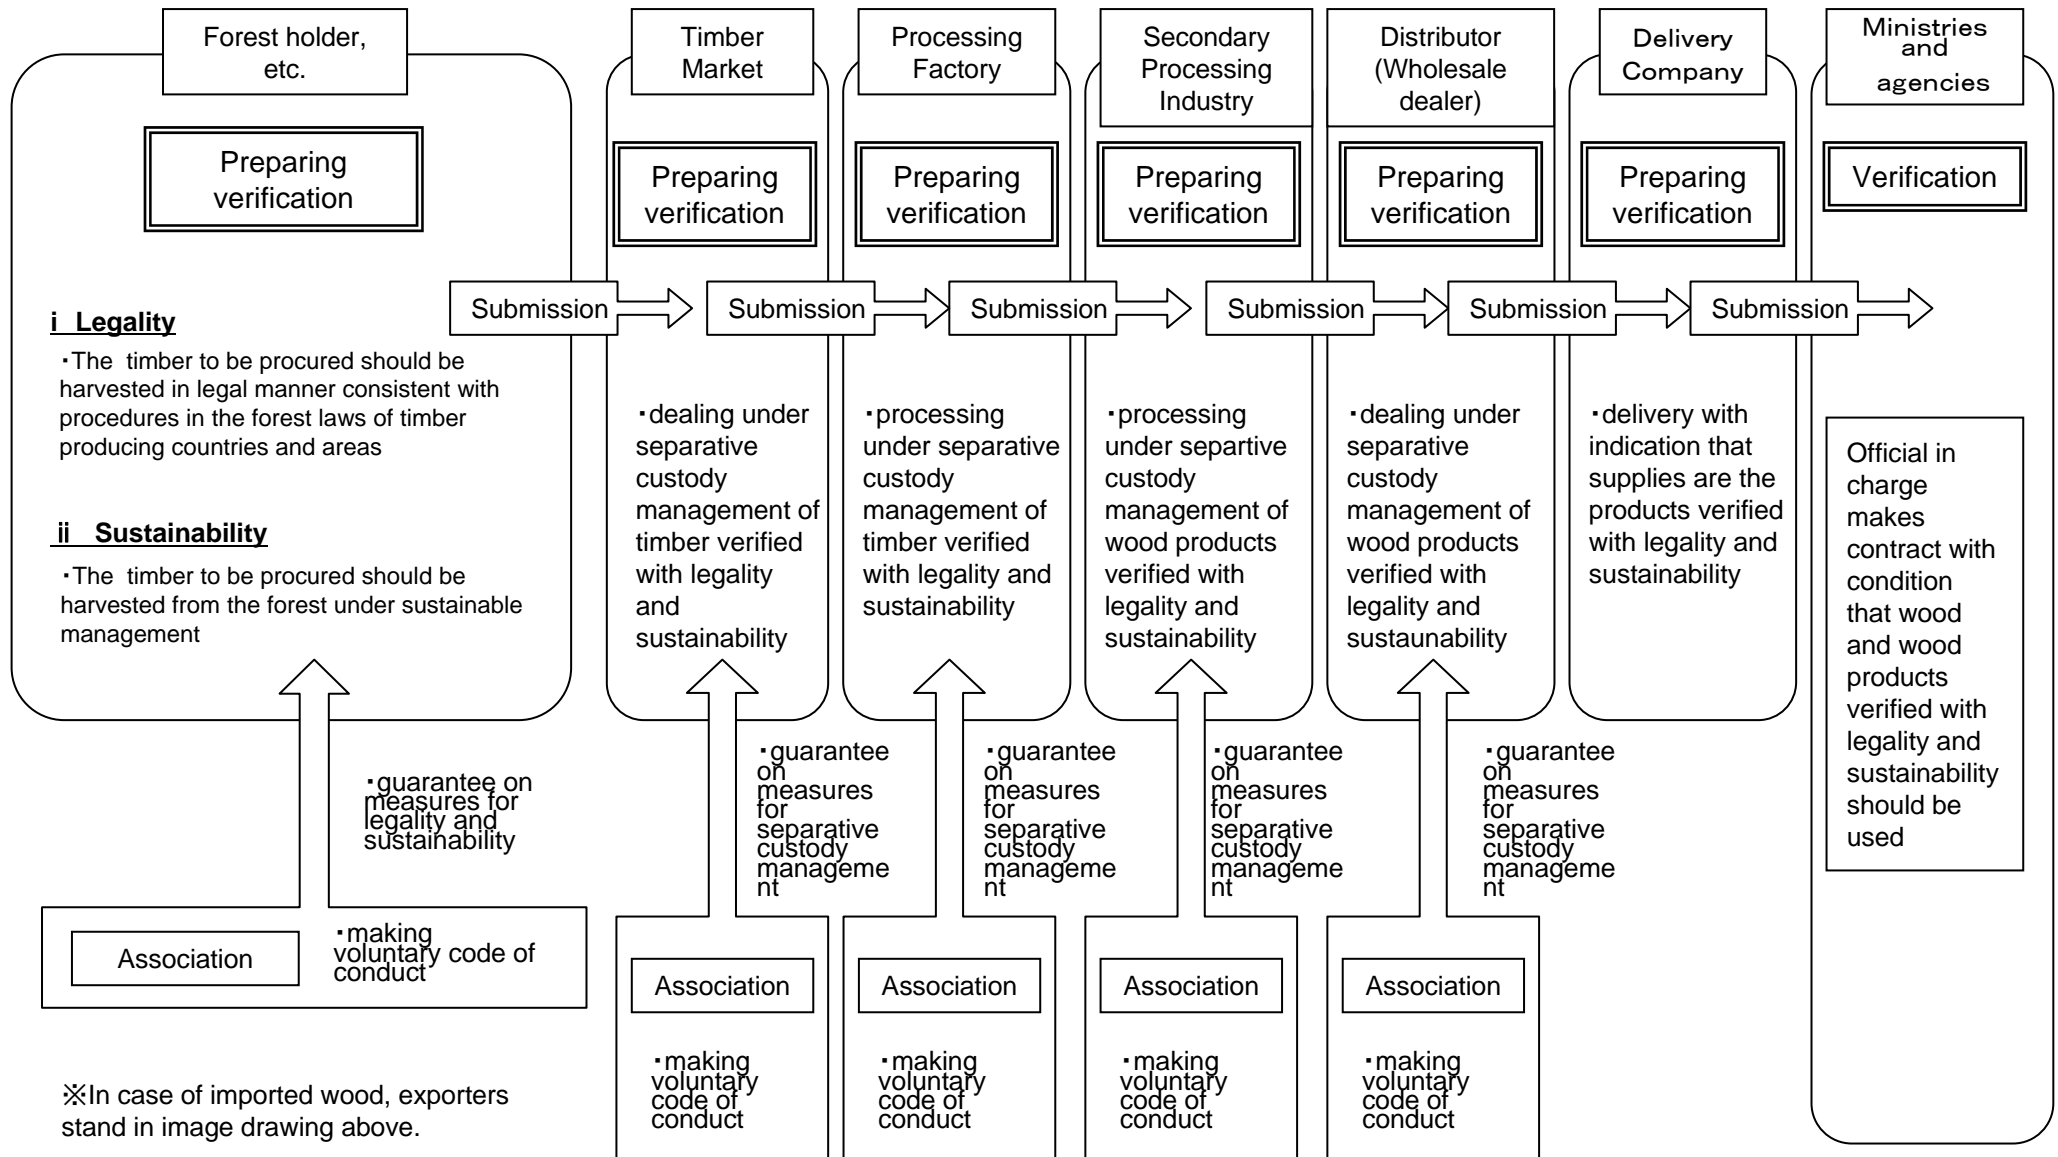 Forest holder,
etc.
Preparing
verification
i  Legality
・The  timber to be procured should be
harvested in legal manner consistent with
procedures in the forest laws of timber
producing countries and areas
ⅱ  Sustainability
・The  timber to be procured should be
harvested from the forest under sustainable
management
Submission
・guarantee on
measures for
legality and
sustainability
Association
・making
voluntary code of
conduct
Timber
Market
Preparing
verification
Submission
・dealing under
separative
custody
management of
timber verified
with legality
and
sustainability
・guarantee
on
measures
for
separative
custody
manageme
nt
Association
・making
voluntary
code of
conduct
Processing
Factory
Preparing
verification
Submission
・processing
under separative
custody
management of
timber verified
with legality and
sustainability
・guarantee
on
measures
for
separative
custody
manageme
nt
Association
・making
voluntary
code of
conduct
Secondary
Processing
Industry
Preparing
verification
Submission
・processing
under separtive
custody
management of
wood products
verified with
legality and
sustainability
・guarantee
on
measures
for
separative
custody
manageme
nt
Association
・making
voluntary
code of
conduct
Distributor
(Wholesale
dealer)
Preparing
verification
Submission
・dealing under
separative
custody
management of
wood products
verified with
legality and
sustaunability
・guarantee
on
measures
for
separative
custody
manageme
nt
Association
・making
voluntary
code of
conduct
Delivery
Company
Preparing
verification
Submission
・delivery with
indication that
supplies are the
products verified
with legality and
sustainability
Ministries
and
agencies
Verification
Official in
charge
makes
contract with
condition
that wood
and wood
products
verified with
legality and
sustainability
should be
used
※In case of imported wood, exporters
stand in image drawing above.